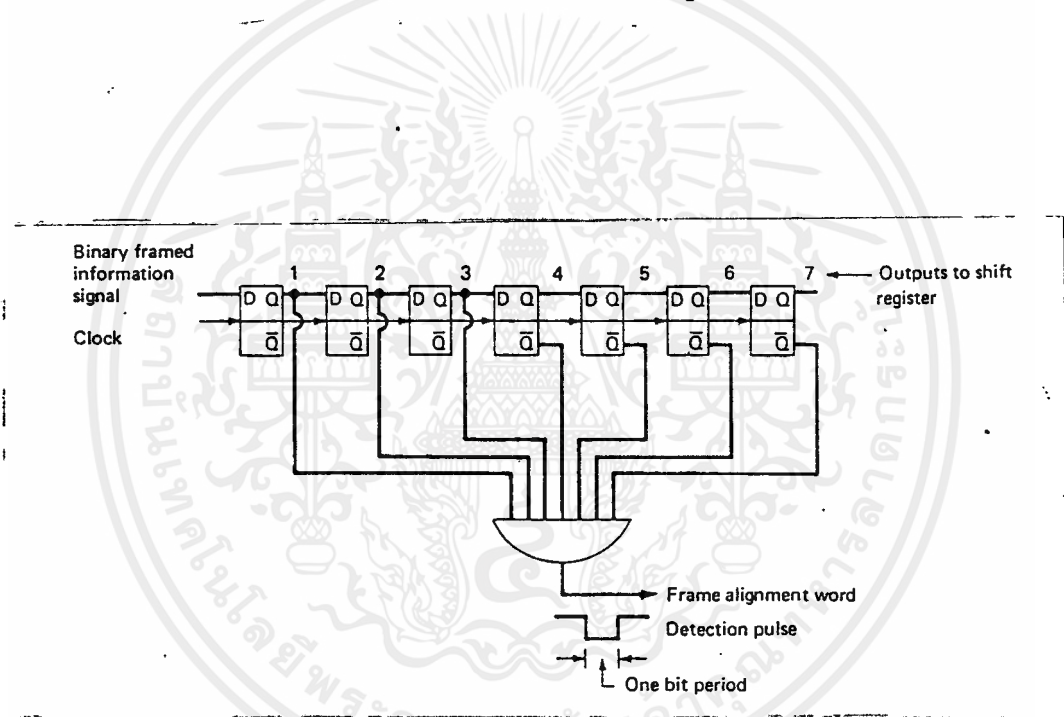 Binary framed
information
signal
Clock
1 2 3 4 5 6 7
Outputs to shift
register
D Q D Q D Q D Q D Q D Q D Q
Q̅ Q̅ Q̅ Q̅ Q̅ Q̅ Q̅
Frame alignment word
Detection pulse
One bit period